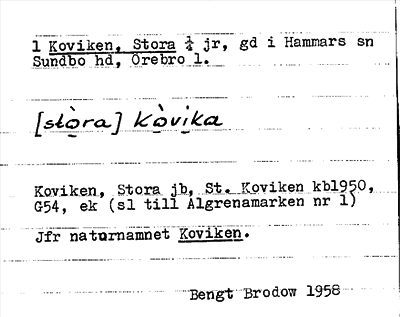 1 Koviken, Stora ¼ jr, gd i Hammars sn
Sundbo hd, Örebro l.
[stòra] kòvika
Koviken, Stora jb, St. Koviken kb1950,
G54, ek (sl till Algrenamarken nr 1)
Jfr naturnamnet Koviken.
Bengt Brodow 1958